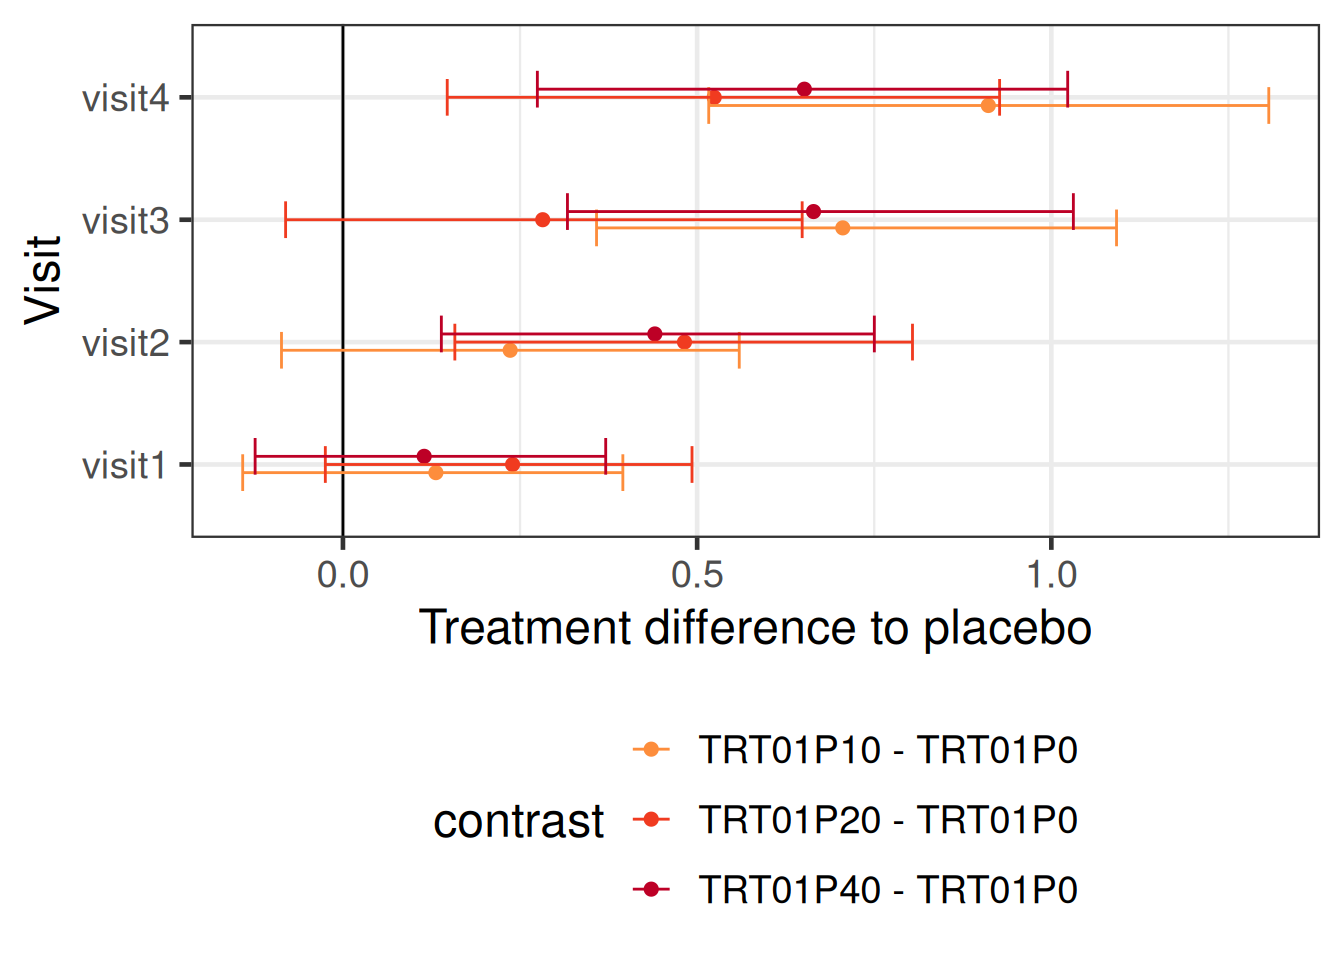 visit4
visit3
visit2
visit1
Visit
0.0 0.5 1.0
Treatment difference to placebo
contrast
TRT01P10 - TRT01P0
TRT01P20 - TRT01P0
TRT01P40 - TRT01P0